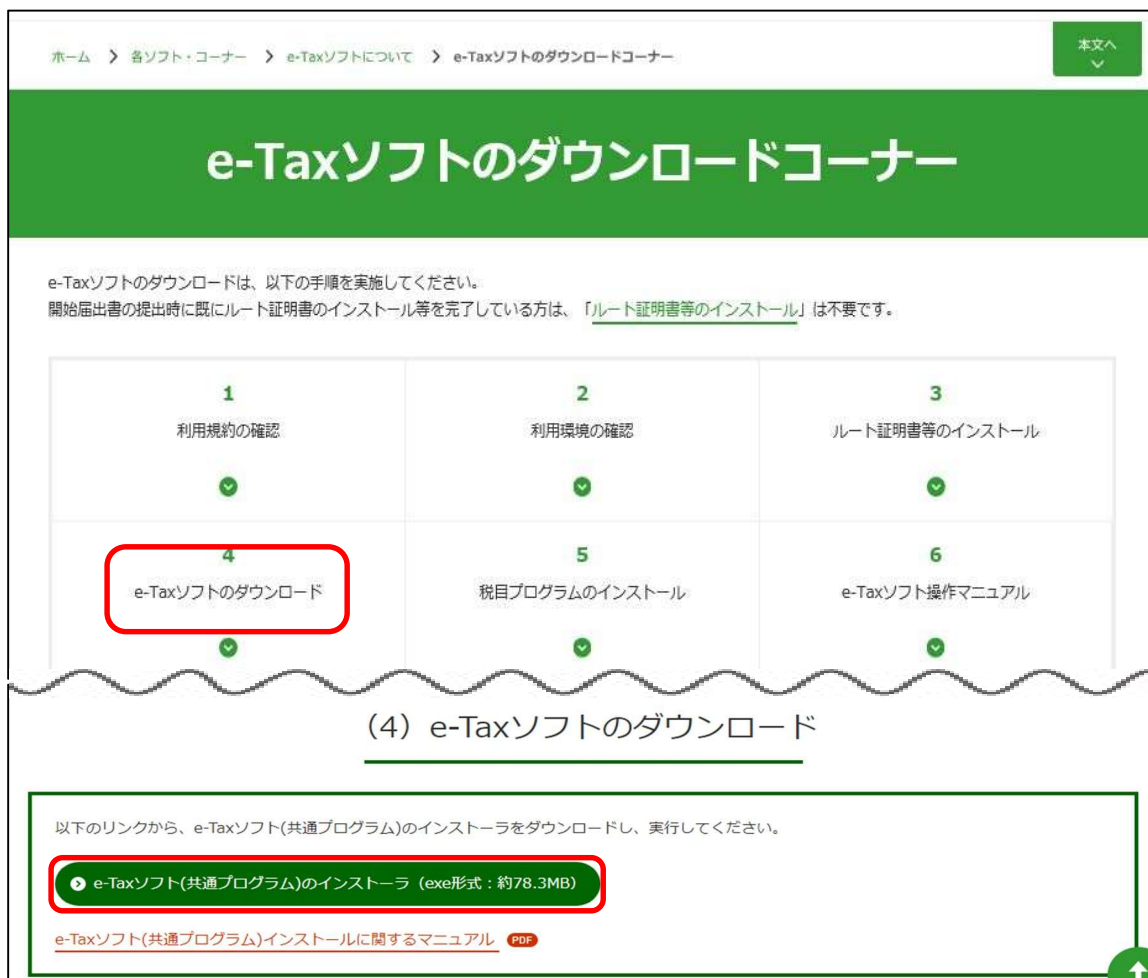 ホーム > 各ソフト・コーナー > e-Taxソフトについて > e-Taxソフトのダウンロードコーナー
本文へ
e-Taxソフトのダウンロードコーナー
e-Taxソフトのダウンロードは、以下の手順を実施してください。
開始届出書の提出時に既にルート証明書のインストール等を完了している方は、「ルート証明書等のインストール」は不要です。
1
利用規約の確認
2
利用環境の確認
3
ルート証明書等のインストール
4
e-Taxソフトのダウンロード
5
税目プログラムのインストール
6
e-Taxソフト操作マニュアル
（4）e-Taxソフトのダウンロード
以下のリンクから、e-Taxソフト(共通プログラム)のインストーラをダウンロードし、実行してください。
e-Taxソフト(共通プログラム)のインストーラ（exe形式：約78.3MB）
e-Taxソフト(共通プログラム)インストールに関するマニュアル PDF